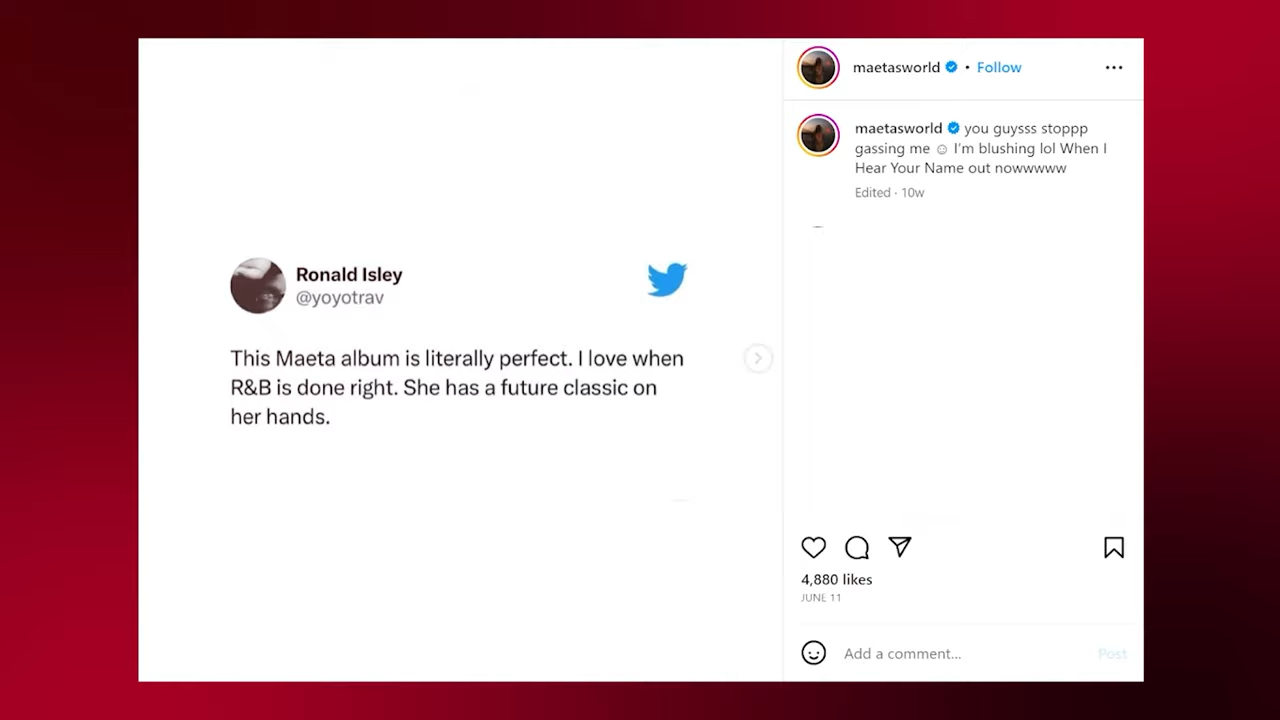 Ronald Isley
@yoyotrav
This Maeta album is literally perfect. I love when
R&B is done right. She has a future classic on
her hands.
maetasworld • Follow
maetasworld you guysss stoppp
gassing me ☺ I'm blushing lol When I
Hear Your Name out nowwwww
Edited · 10w
4,880 likes
JUNE 11
Add a comment...
Post